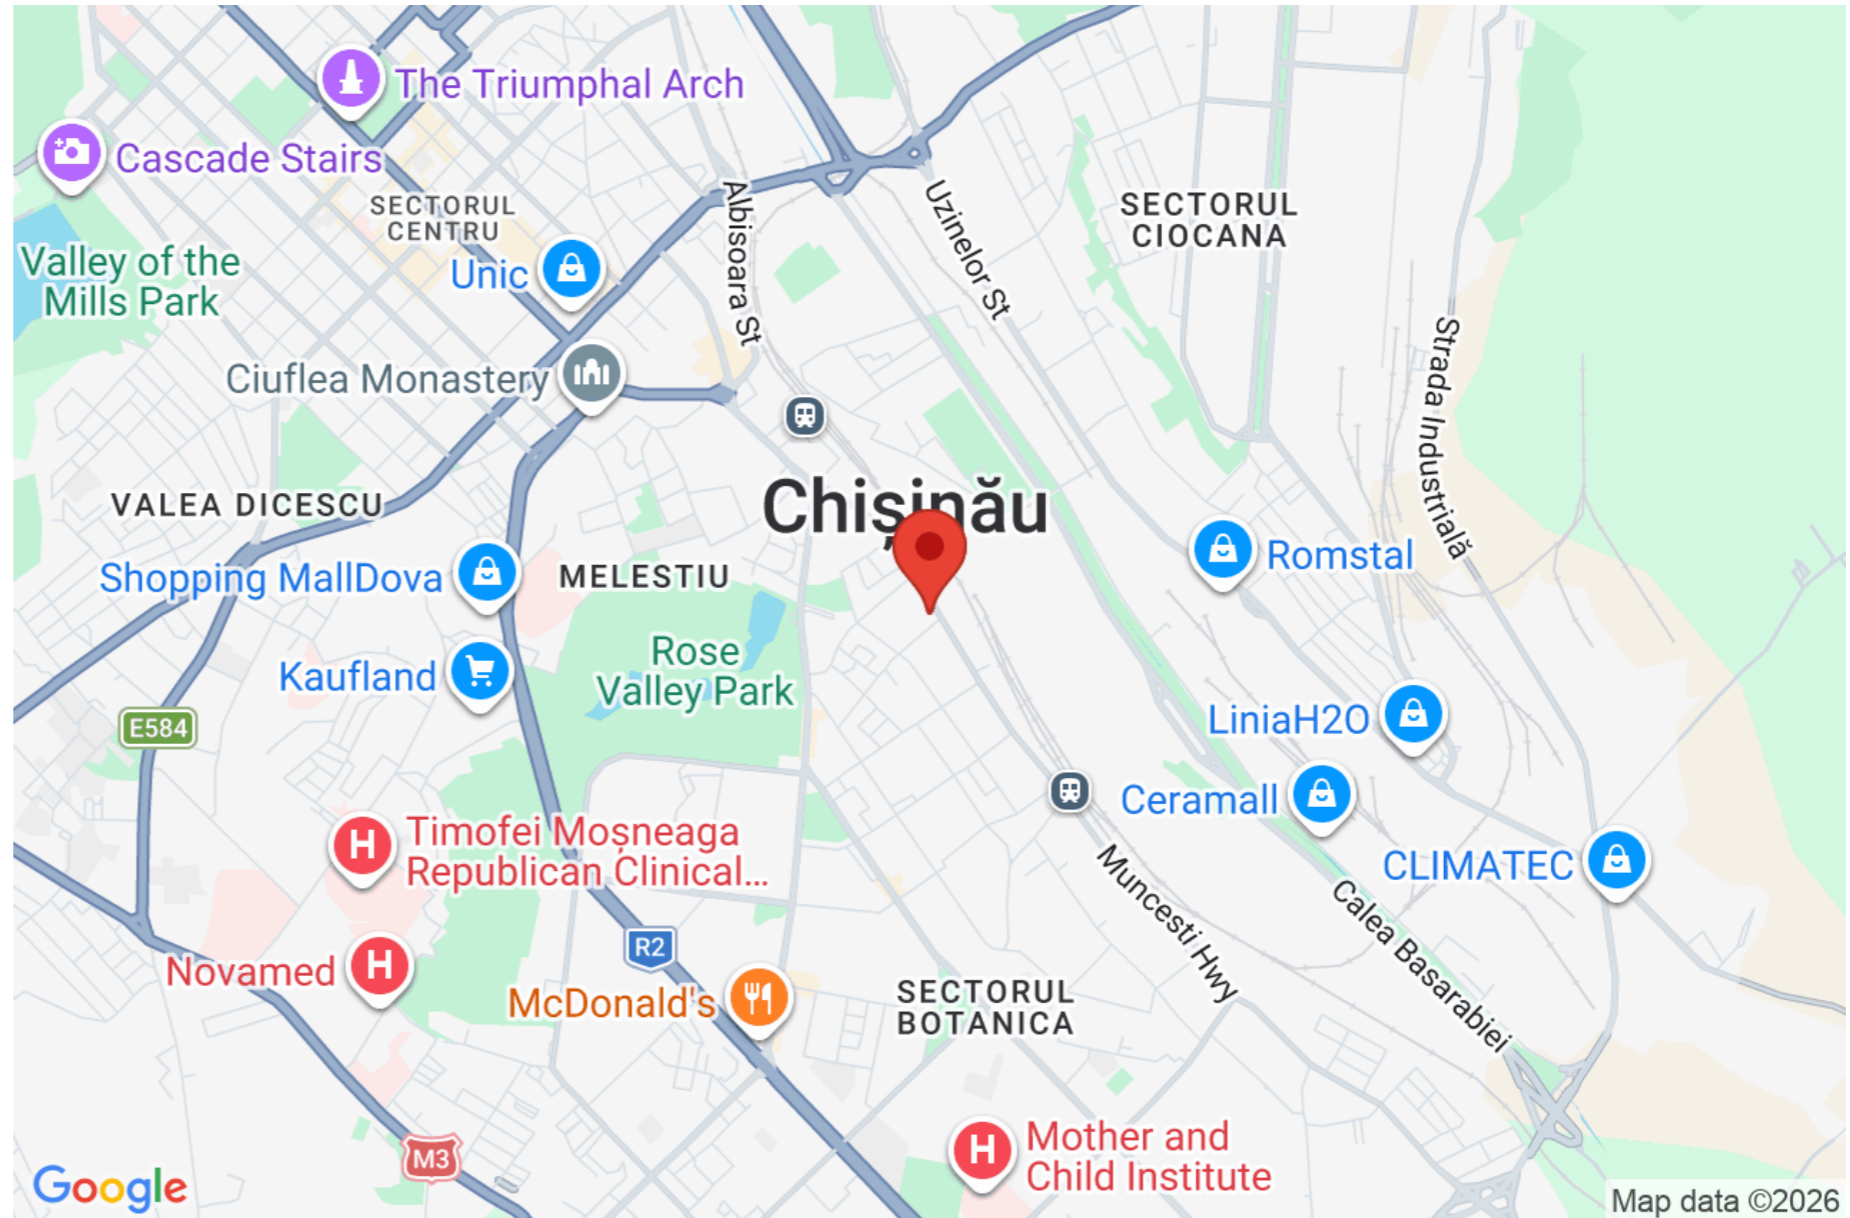 The Triumphal Arch
Cascade Stairs
SECTORUL
CENTRU
Albisoara St
Uzinelor St
SECTORUL
CIOCANA
Valley of the
Mills Park
Unic
Strada Industrială
Ciuflea Monastery
VALEA DICESCU
Chișinău
Shopping MallDova
MELESTIU
Romstal
Rose
Valley Park
Kaufland
E584
LiniaH2O
Ceramall
Timofei Moșneaga
Republican Clinical...
CLIMATEC
Muncesti Hwy
Calea Basarabiei
R2
Novamed
McDonald's
SECTORUL
BOTANICA
M3
Mother and
Child Institute
Google
Map data ©2026